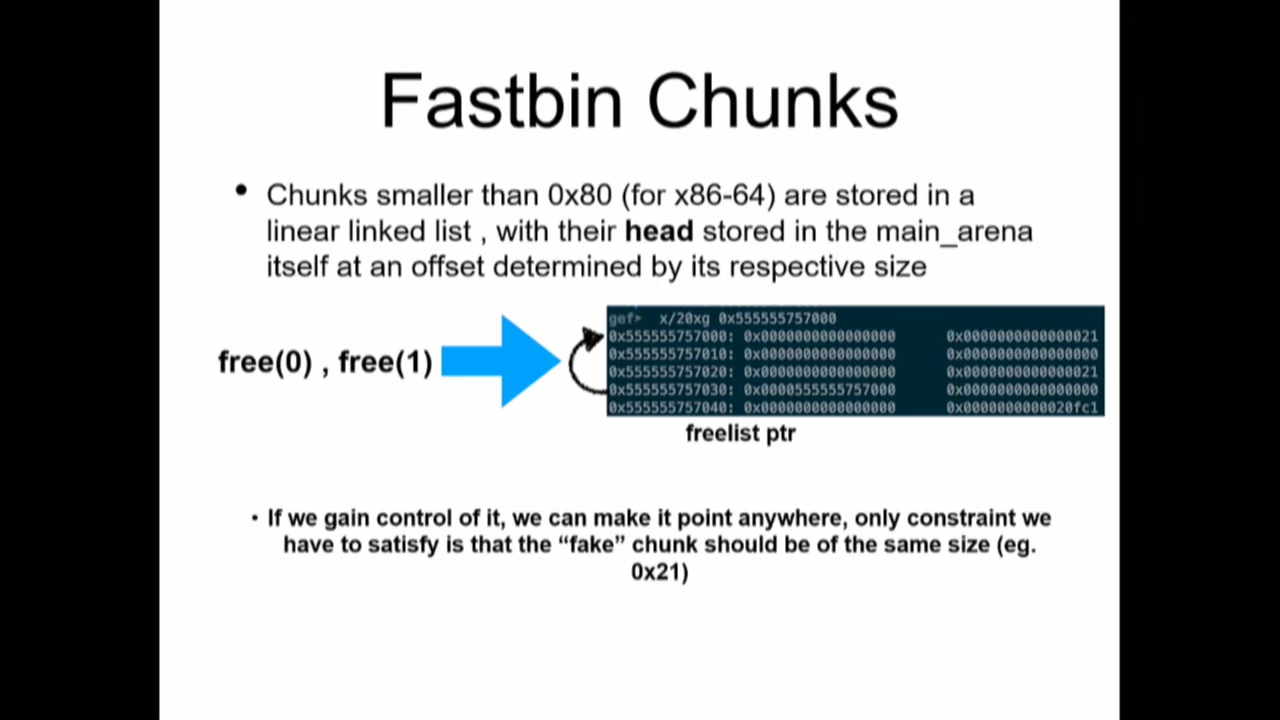 Fastbin Chunks
• Chunks smaller than 0x80 (for x86-64) are stored in a
linear linked list , with their head stored in the main_arena
itself at an offset determined by its respective size
free(0) , free(1)
gef> x/20xg 0x555555757000
0x555555757000: 0x0000000000000000 0x0000000000000021
0x555555757010: 0x0000000000000000 0x0000000000000000
0x555555757020: 0x0000000000000000 0x0000000000000021
0x555555757030: 0x0000555555757000 0x0000000000000000
0x555555757040: 0x0000000000000000 0x0000000000020fc1
freelist ptr
• If we gain control of it, we can make it point anywhere, only constraint we
have to satisfy is that the “fake” chunk should be of the same size (eg.
0x21)